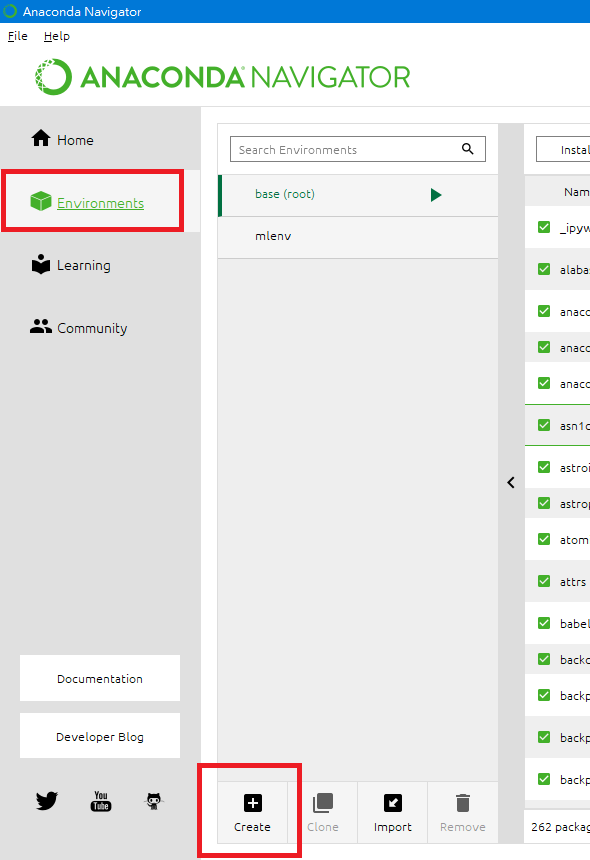 Anaconda Navigator
File Help
ANACONDA NAVIGATOR
Home
Environments
Learning
Community
Documentation
Developer Blog
You
Tube
Search Environments
base (root)
mlenv
Create
Clone
Import
Remove
Instal
Nam
_ipyw
alabas
anaco
anaco
anaco
asn1c
astroi
astrop
atom
attrs
babel
backc
backp
backp
backp
262 packag